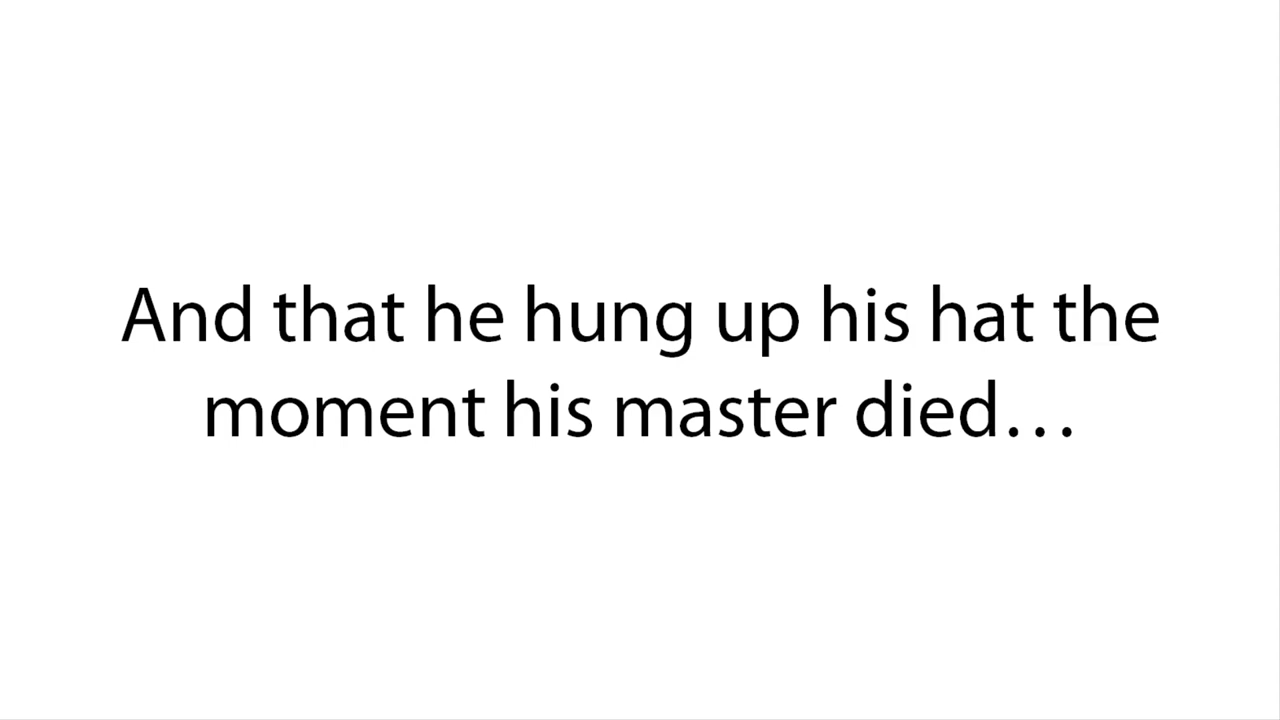 And that he hung up his hat the
moment his master died…